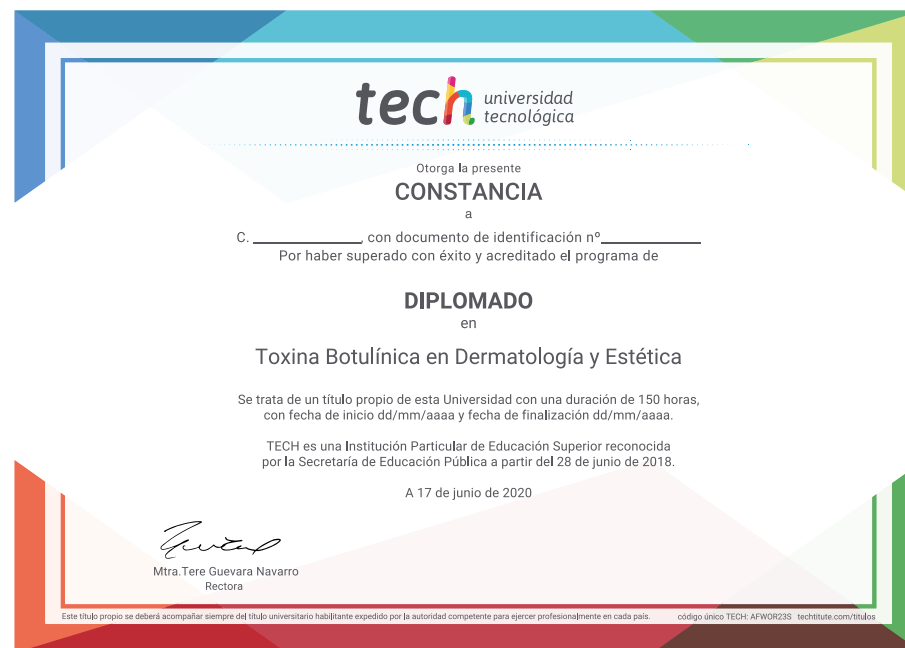 tech universidad
tecnológica
Otorga la presente
CONSTANCIA
a
C. ____________, con documento de identificación nº___________
Por haber superado con éxito y acreditado el programa de
DIPLOMADO
en
Toxina Botulínica en Dermatología y Estética
Se trata de un título propio de esta Universidad con una duración de 150 horas,
con fecha de inicio dd/mm/aaaa y fecha de finalización dd/mm/aaaa.
TECH es una Institución Particular de Educación Superior reconocida
por la Secretaría de Educación Pública a partir del 28 de junio de 2018.
A 17 de junio de 2020
Mtra.Tere Guevara Navarro
Rectora
Este título propio se deberá acompañar siempre del título universitario habilitante expedido por la autoridad competente para ejercer profesionalmente en cada país. código único TECH: AFWOR23S techtitute.com/titulos